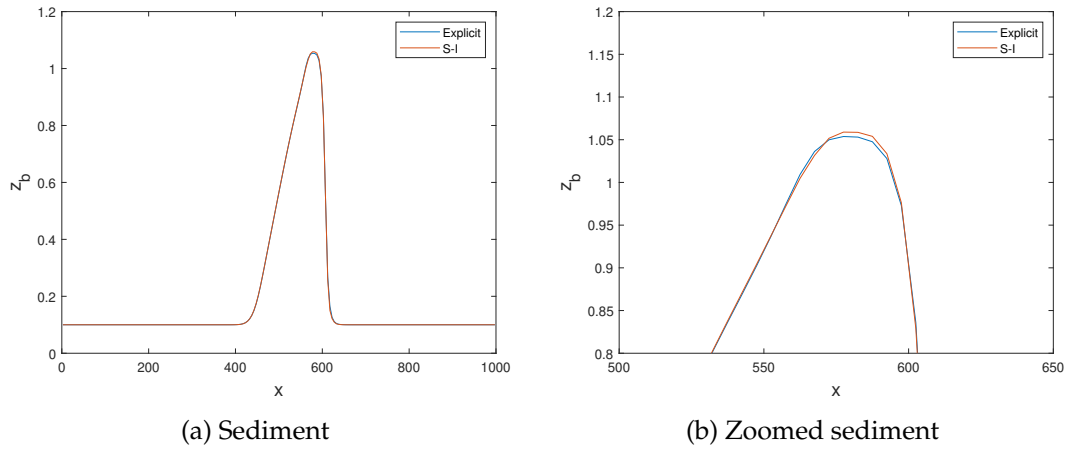 1.2
1
0.8
0.6
0.4
0.2
0
0 200 400 600 800 1000
z_b
x
Explicit
S-I
(a) Sediment
1.2
1.15
1.1
1.05
1
0.95
0.9
0.85
0.8
500 550 600 650
z_b
x
Explicit
S-I
(b) Zoomed sediment